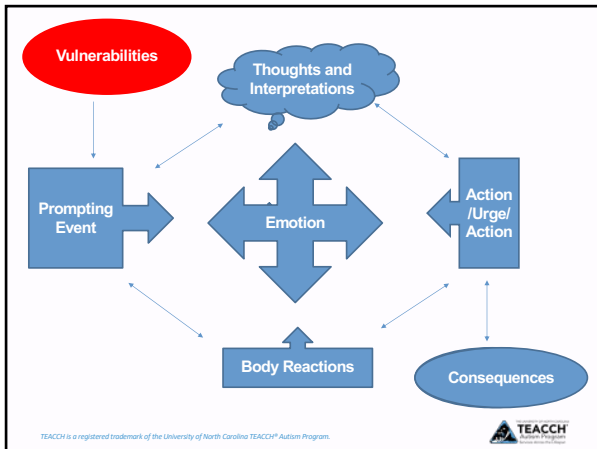 Vulnerabilities
Thoughts and
Interpretations
Prompting
Event
Emotion
Action
/Urge/
Action
Body Reactions
Consequences
TEACCH is a registered trademark of the University of North Carolina TEACCH® Autism Program.
TEACCH®
Autism Program